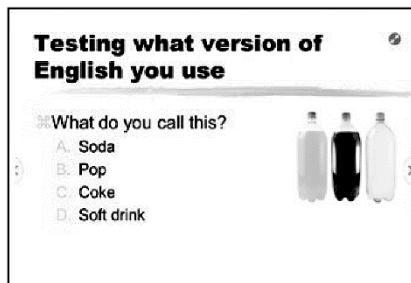 Testing what version of
English you use
⌘What do you call this?
A. Soda
B. Pop
C. Coke
D. Soft drink